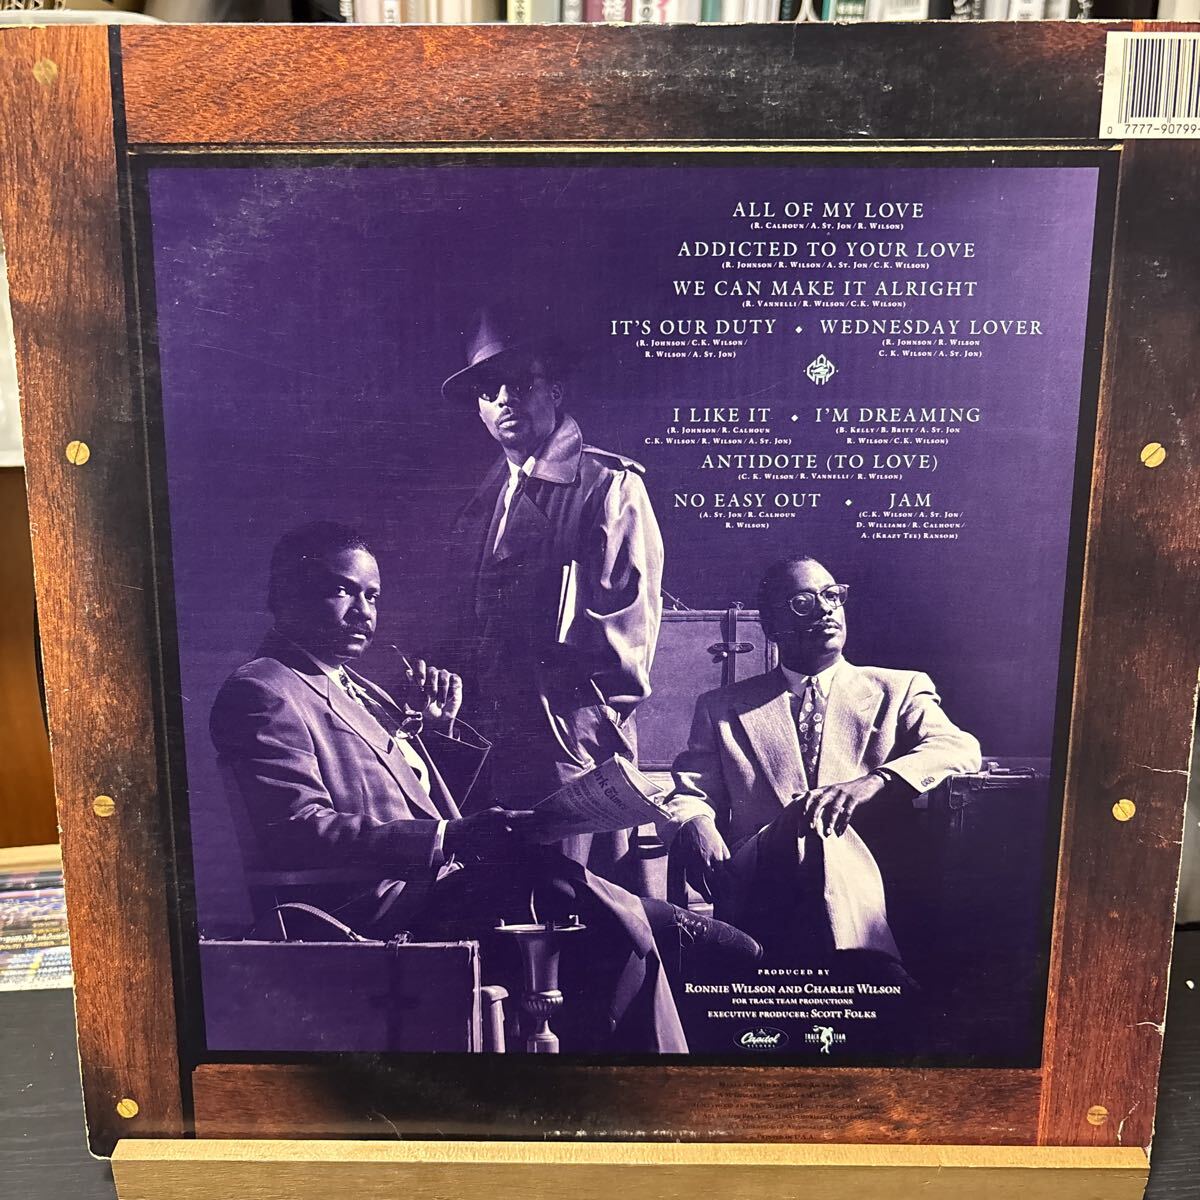 0 7777-90799-
ALL OF MY LOVE
(R. CALHOUN/A. ST. JON/R. WILSON)
ADDICTED TO YOUR LOVE
(R. JOHNSON/R. WILSON/A. ST. JON/C.K. WILSON)
WE CAN MAKE IT ALRIGHT
(R. VANNELLI/R. WILSON/C.K. WILSON)
IT'S OUR DUTY ◆ WEDNESDAY LOVER
(R. JOHNSON/C.K. WILSON/ (R. JOHNSON/R. WILSON
R. WILSON/A. ST. JON) C. K. WILSON/A. ST. JON)
I LIKE IT ◆ I'M DREAMING
(R. JOHNSON/R. CALHOUN (B. KELLY/B. BRITT/A. ST. JON
C.K. WILSON/R. WILSON/A. ST. JON) R. WILSON/C.K. WILSON)
ANTIDOTE (TO LOVE)
(C. K. WILSON/R. VANNELLI/R. WILSON)
NO EASY OUT ◆ JAM
(A. ST. JON/R. CALHOUN (C.K. WILSON/A. ST. JON/
R. WILSON) D. WILLIAMS/R. CALHOUN/
A. (KRAZY TEE) RANSOM)
PRODUCED BY
RONNIE WILSON AND CHARLIE WILSON
FOR TRACK TEAM PRODUCTIONS
EXECUTIVE PRODUCER: SCOTT FOLKS
Capitol TRACK TEAM
RECORDS
PRINTED IN U.S.A.